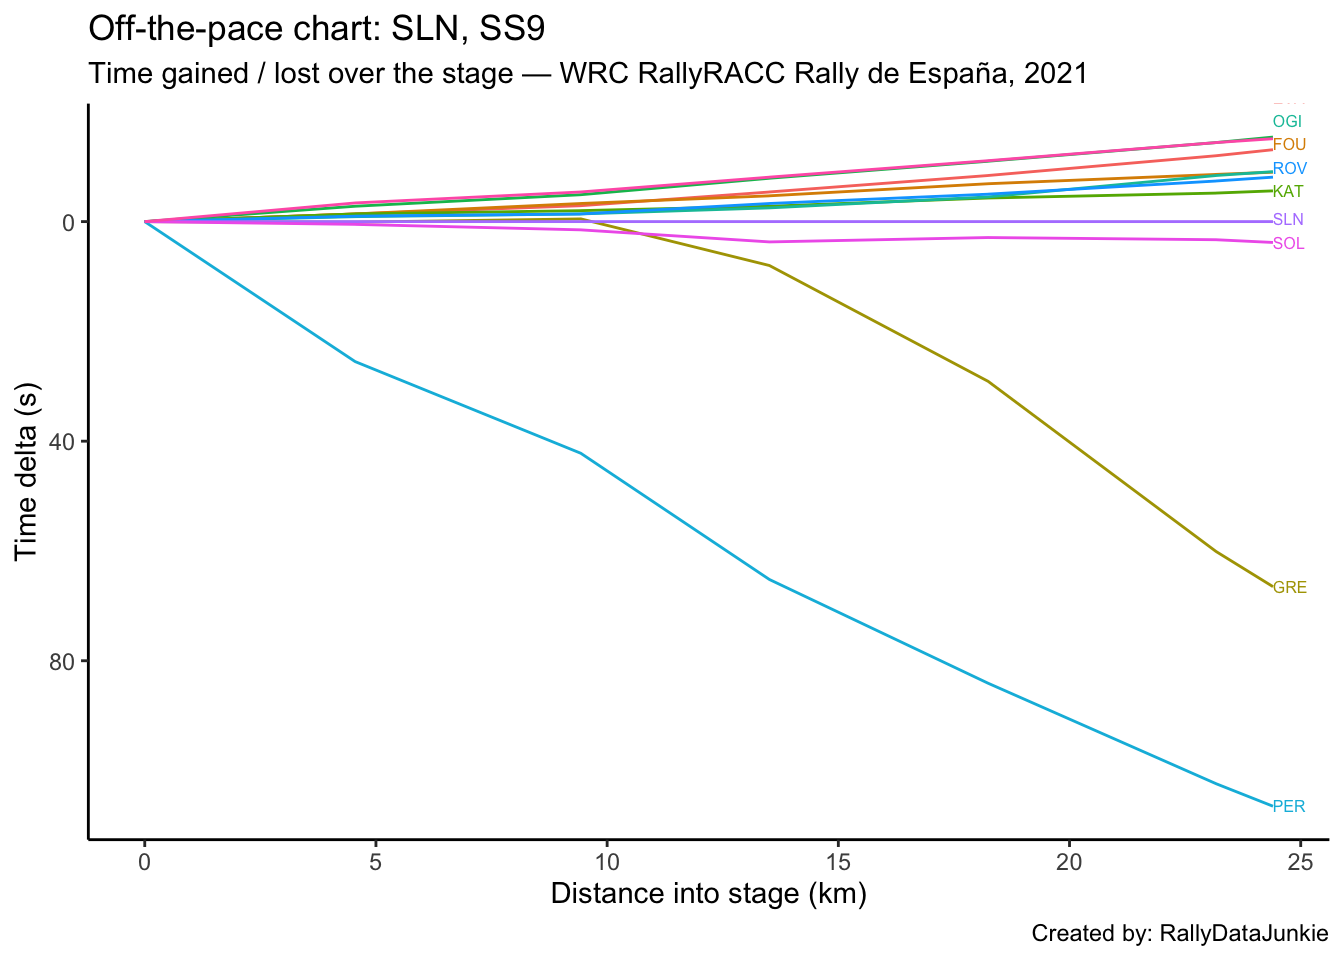 Off-the-pace chart: SLN, SS9
Time gained / lost over the stage — WRC RallyRACC Rally de España, 2021
OGI
FOU
ROV
KAT
SLN
SOL
GRE
PER
0
40
80
Time delta (s)
0 5 10 15 20 25
Distance into stage (km)
Created by: RallyDataJunkie